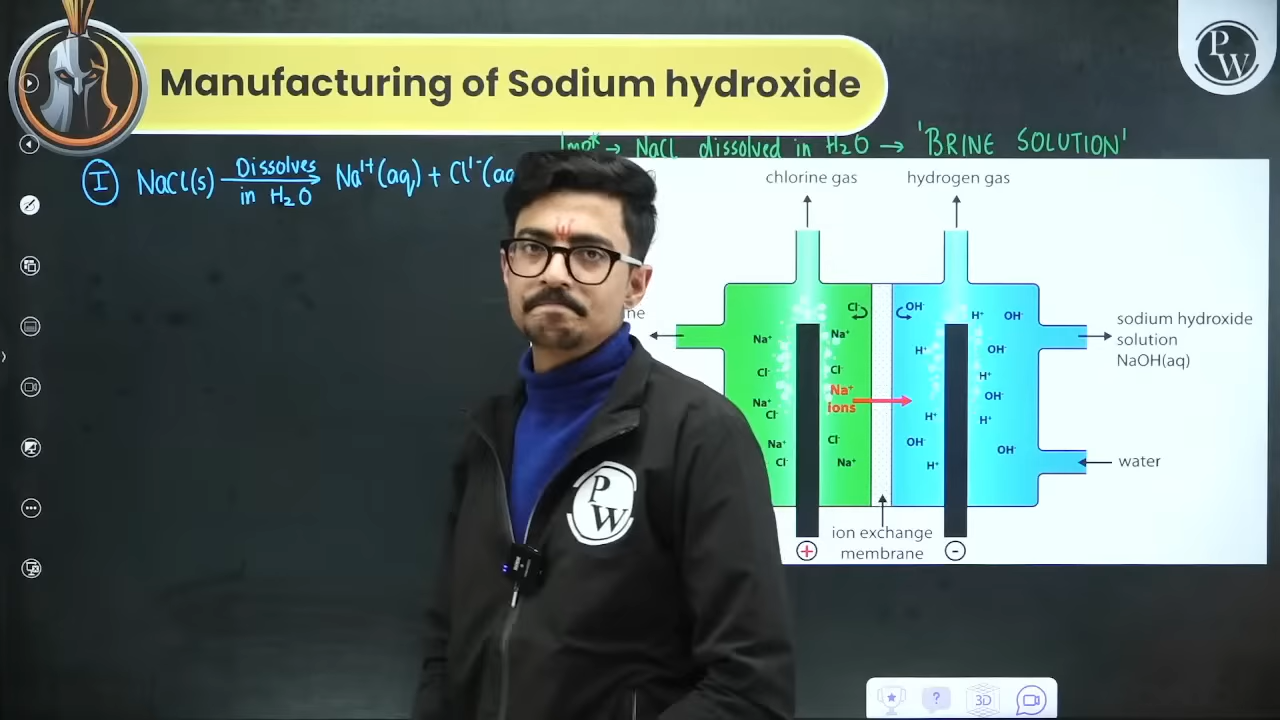 Manufacturing of Sodium hydroxide
PW
Imp* → NaCl dissolved in H₂O → 'BRINE SOLUTION'
I NaCl(s) Dissolves in H₂O → Na¹⁺(aq) + Cl¹⁻(aq
chlorine gas hydrogen gas
Cl⁻ OH⁻ H⁺ OH⁻
Na⁺ Na⁺ H⁺ OH⁻
Cl⁻ Cl⁻ H⁺
Na⁺ Na⁺ ions OH⁻
Cl⁻ H⁺ H⁺
Na⁺ Cl⁻ OH⁻ OH⁻
Cl⁻ Na⁺ H⁺
sodium hydroxide
solution
NaOH(aq)
water
ion exchange
membrane
+ -
PW
3D